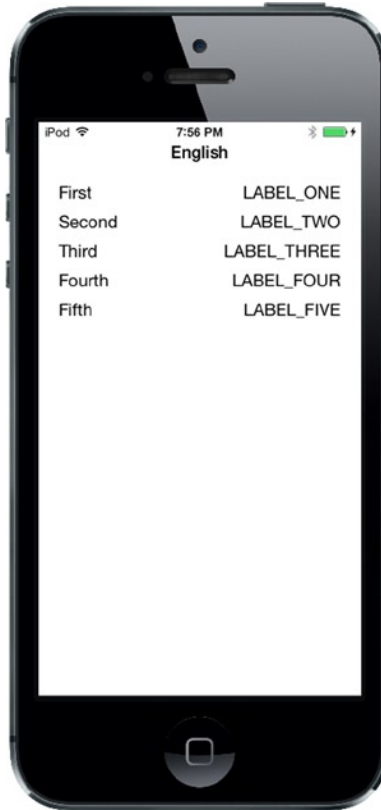 iPod 7:56 PM
English
First LABEL_ONE
Second LABEL_TWO
Third LABEL_THREE
Fourth LABEL_FOUR
Fifth LABEL_FIVE